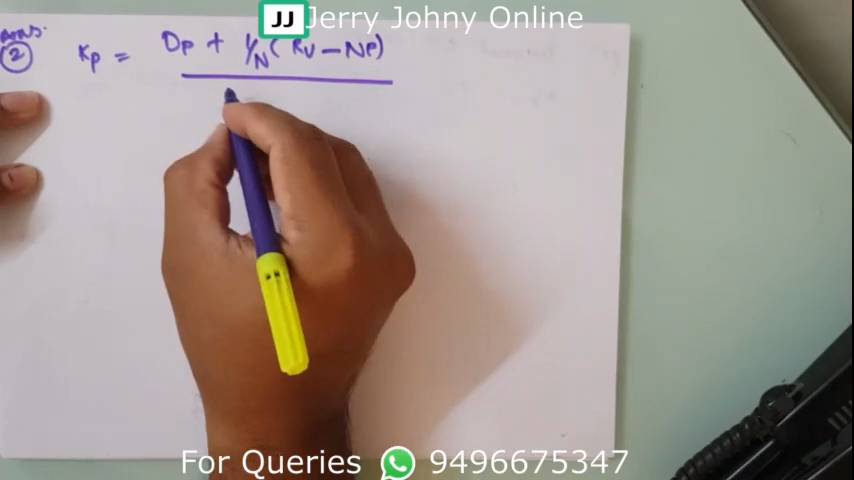 JJ Jerry Johny Online
Ans.
② Kp = Dp + 1/N (RV - NP)
For Queries 9496675347